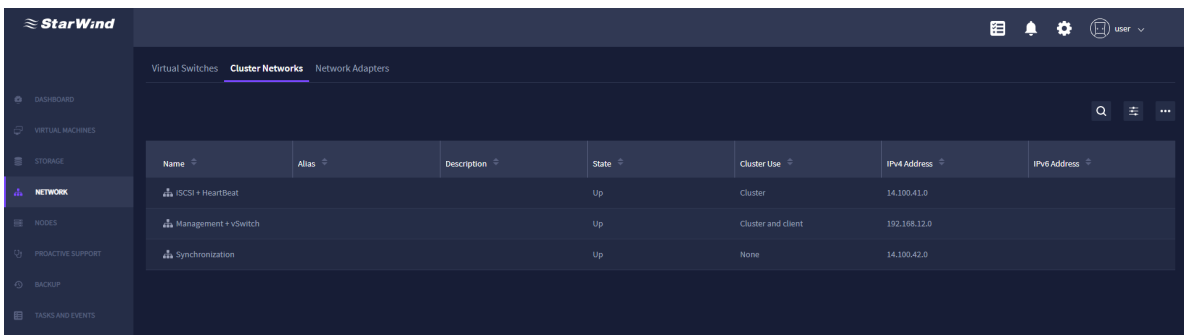 StarWind
user
Virtual Switches Cluster Networks Network Adapters
DASHBOARD
VIRTUAL MACHINES
STORAGE
NETWORK
NODES
PROACTIVE SUPPORT
BACKUP
TASKS AND EVENTS
Name Alias Description State Cluster Use IPv4 Address IPv6 Address
iSCSI + HeartBeat Up Cluster 14.100.41.0
Management + vSwitch Up Cluster and client 192.168.12.0
Synchronization Up None 14.100.42.0